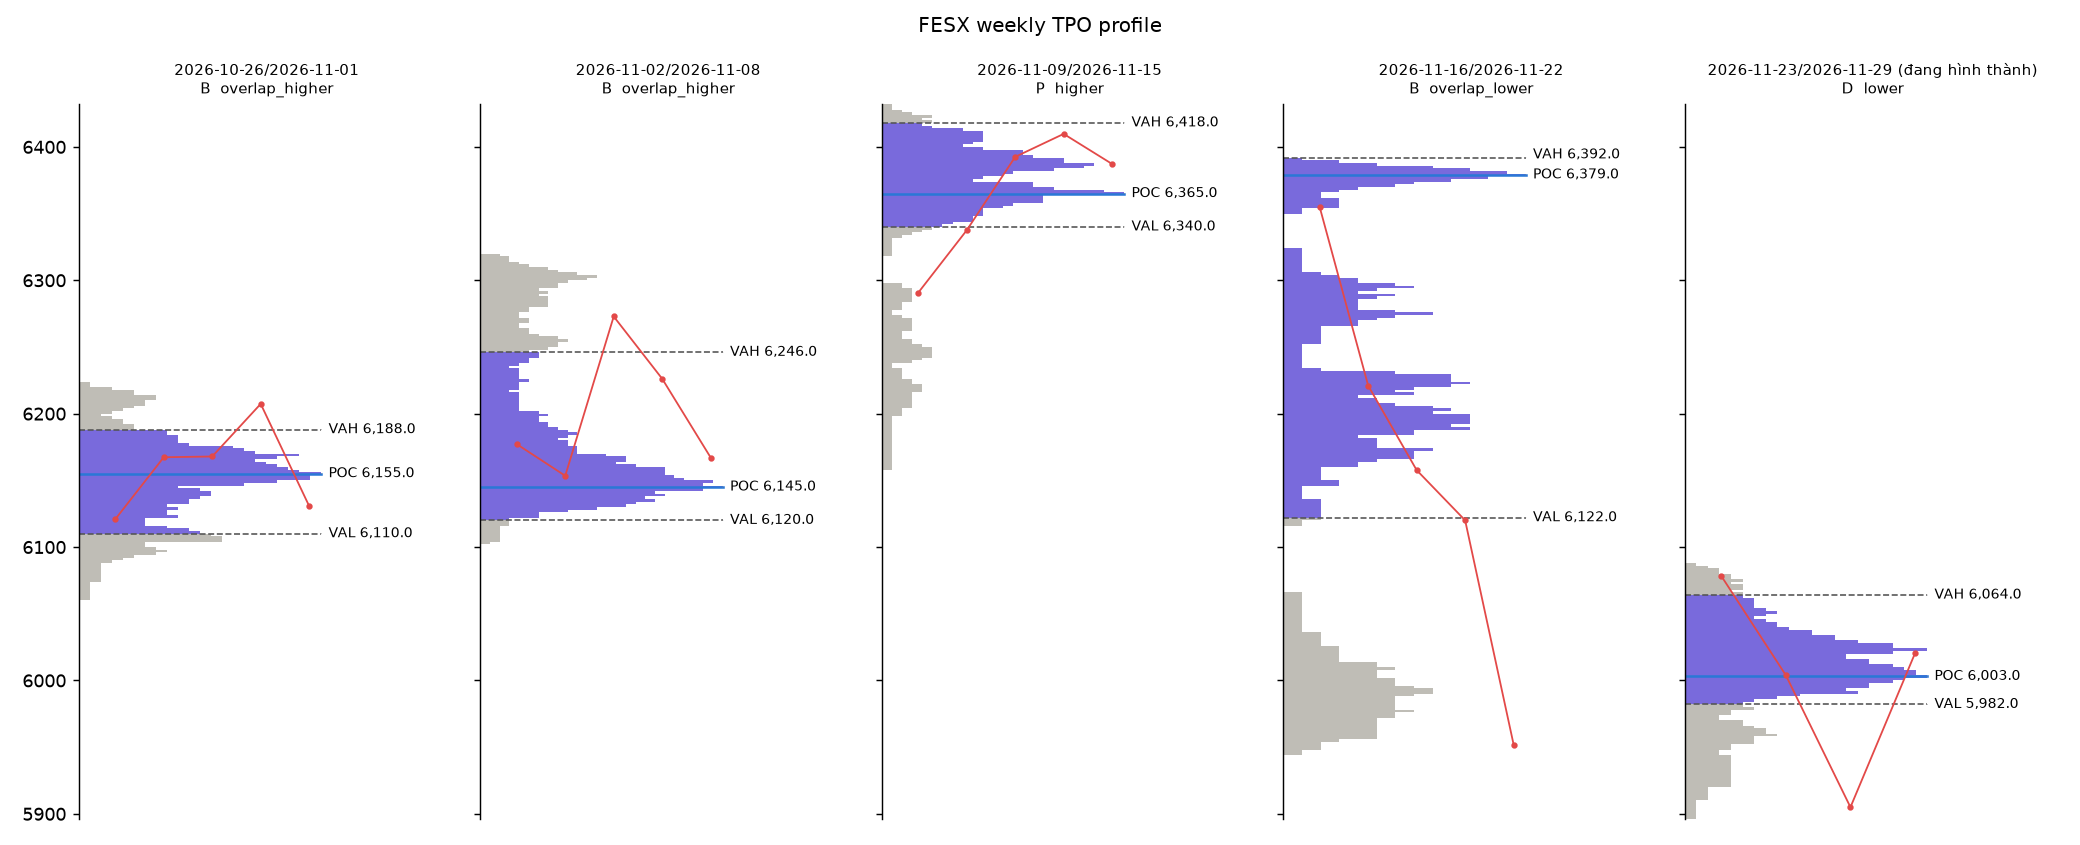 FESX weekly TPO profile
2026-10-26/2026-11-01
B  overlap_higher
2026-11-02/2026-11-08
B  overlap_higher
2026-11-09/2026-11-15
P  higher
2026-11-16/2026-11-22
B  overlap_lower
2026-11-23/2026-11-29 (đang hình thành)
D  lower
6400
6300
6200
6100
6000
5900
VAH 6,188.0
POC 6,155.0
VAL 6,110.0
VAH 6,246.0
POC 6,145.0
VAL 6,120.0
VAH 6,418.0
POC 6,365.0
VAL 6,340.0
VAH 6,392.0
POC 6,379.0
VAL 6,122.0
VAH 6,064.0
POC 6,003.0
VAL 5,982.0